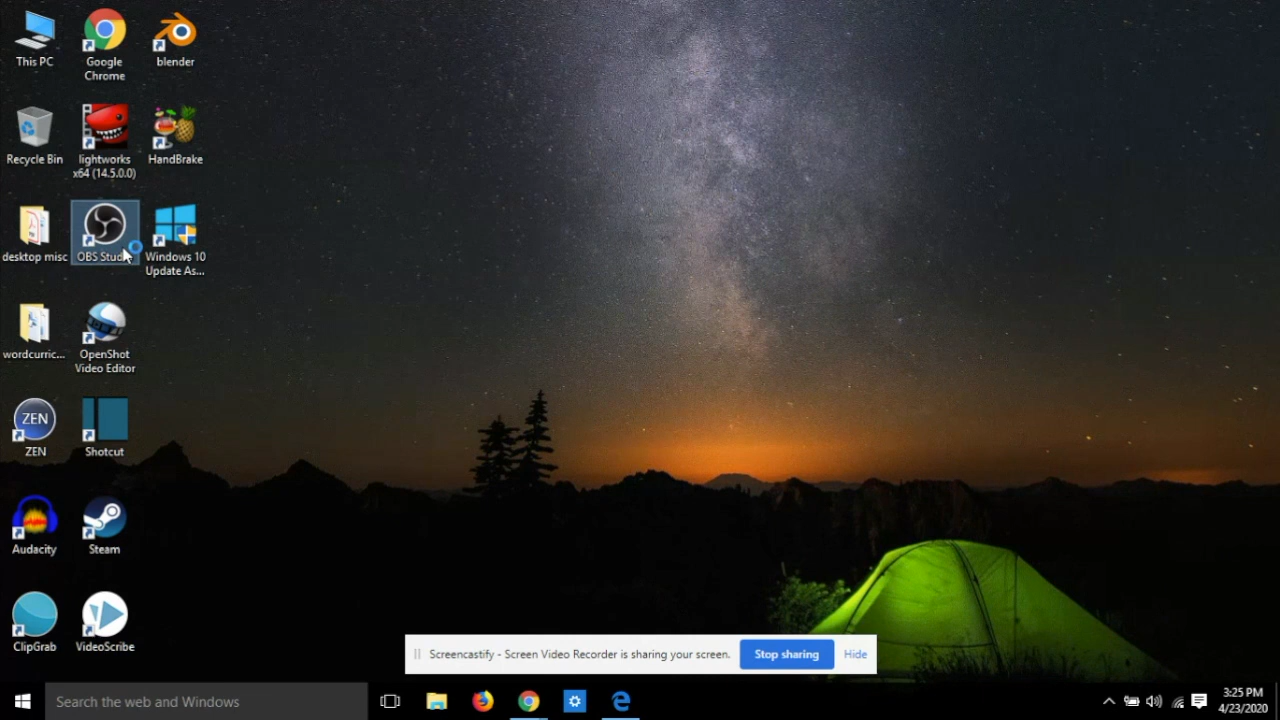 This PC
Google
Chrome
blender
Recycle Bin
lightworks
x64 (14.5.0.0)
HandBrake
desktop misc
OBS
Windows 10
Update As...
wordcurric...
OpenShot
Video Editor
ZEN
ZEN
Shotcut
Audacity
Steam
ClipGrab
VideoScribe
Screencastify - Screen Video Recorder is sharing your screen.
Stop sharing
Hide
Search the web and Windows
3:25 PM
4/23/2020